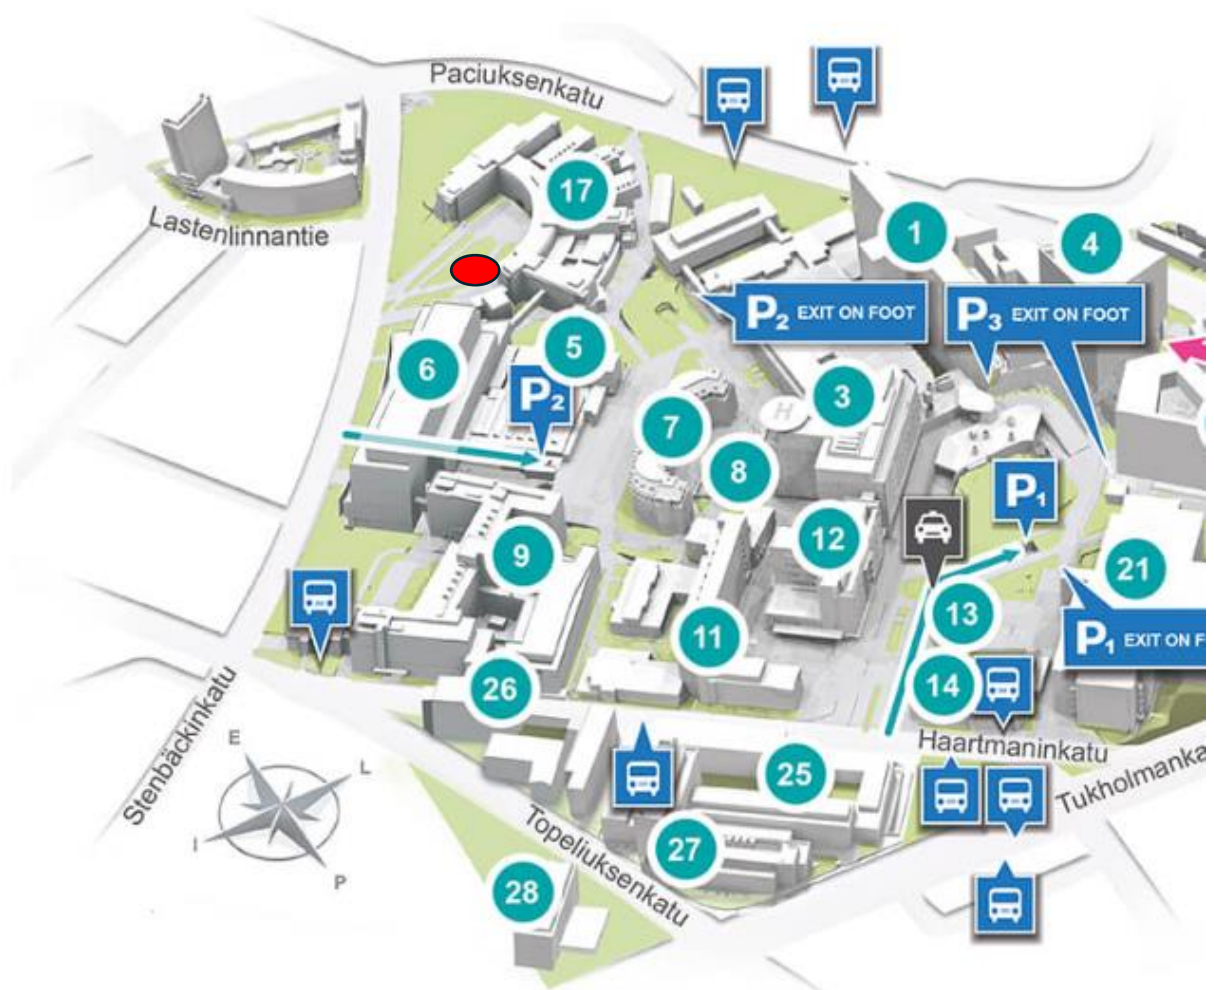 Paciuksenkatu
17
1
4
Lastenlinnantie
P2 EXIT ON FOOT
P3 EXIT ON FOOT
5
6
P2
3
H
7
8
P1
9
12
21
13
11
P1 EXIT ON F
26
14
Haartmaninkatu
Stenbäckinkatu
E
L
I
P
25
Tukholmanka
Topeliuksenkatu
27
28